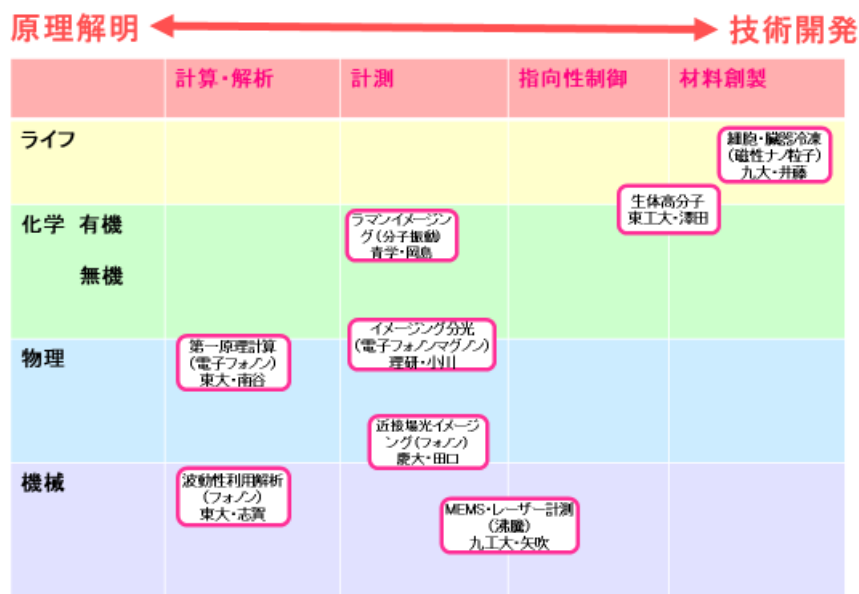 原理解明 技術開発
計算・解析 計測 指向性制御 材料創製
ライフ
細胞・臓器冷凍
(磁性ナノ粒子)
九大・井藤
生体高分子
東工大・澤田
化学 有機
無機
ラマンイメージン
グ(分子振動)
青学・岡島
イメージング分光
(電子フォノンマグノン)
理研・小川
物理
第一原理計算
(電子フォノン)
東大・南谷
近接場光イメージ
ング(フォノン)
慶大・田口
機械
波動性利用解析
(フォノン)
東大・志賀
MEMS・レーザー計測
(沸騰)
九工大・矢吹